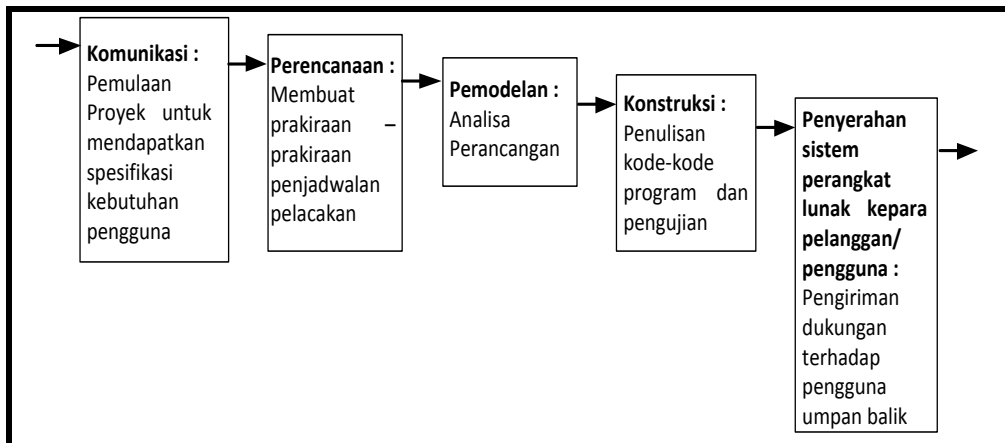 Komunikasi :
Pemulaan
Proyek untuk
mendapatkan
spesifikasi
kebutuhan
pengguna
Perencanaan :
Membuat
prakiraan –
prakiraan
penjadwalan
pelacakan
Pemodelan :
Analisa
Perancangan
Konstruksi :
Penulisan
kode-kode
program dan
pengujian
Penyerahan
sistem
perangkat
lunak kepara
pelanggan/
pengguna :
Pengiriman
dukungan
terhadap
pengguna
umpan balik